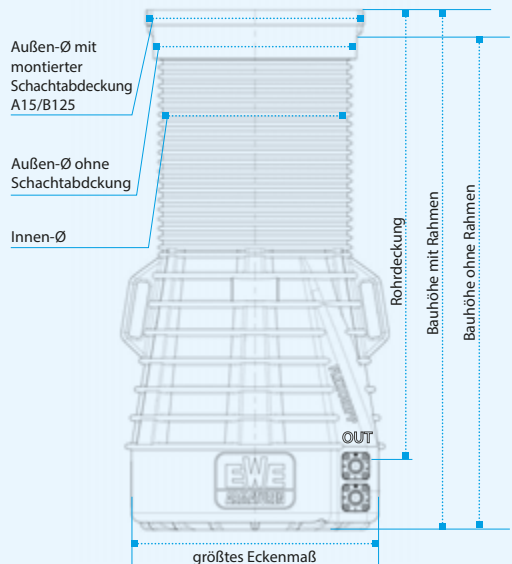 Außen-Ø mit
montierter
Schachtabdeckung
A15/B125
Außen-Ø ohne
Schachtabdckung
Innen-Ø
Rohrdeckung
Bauhöhe mit Rahmen
Bauhöhe ohne Rahmen
OUT
EWE
größtes Eckenmaß